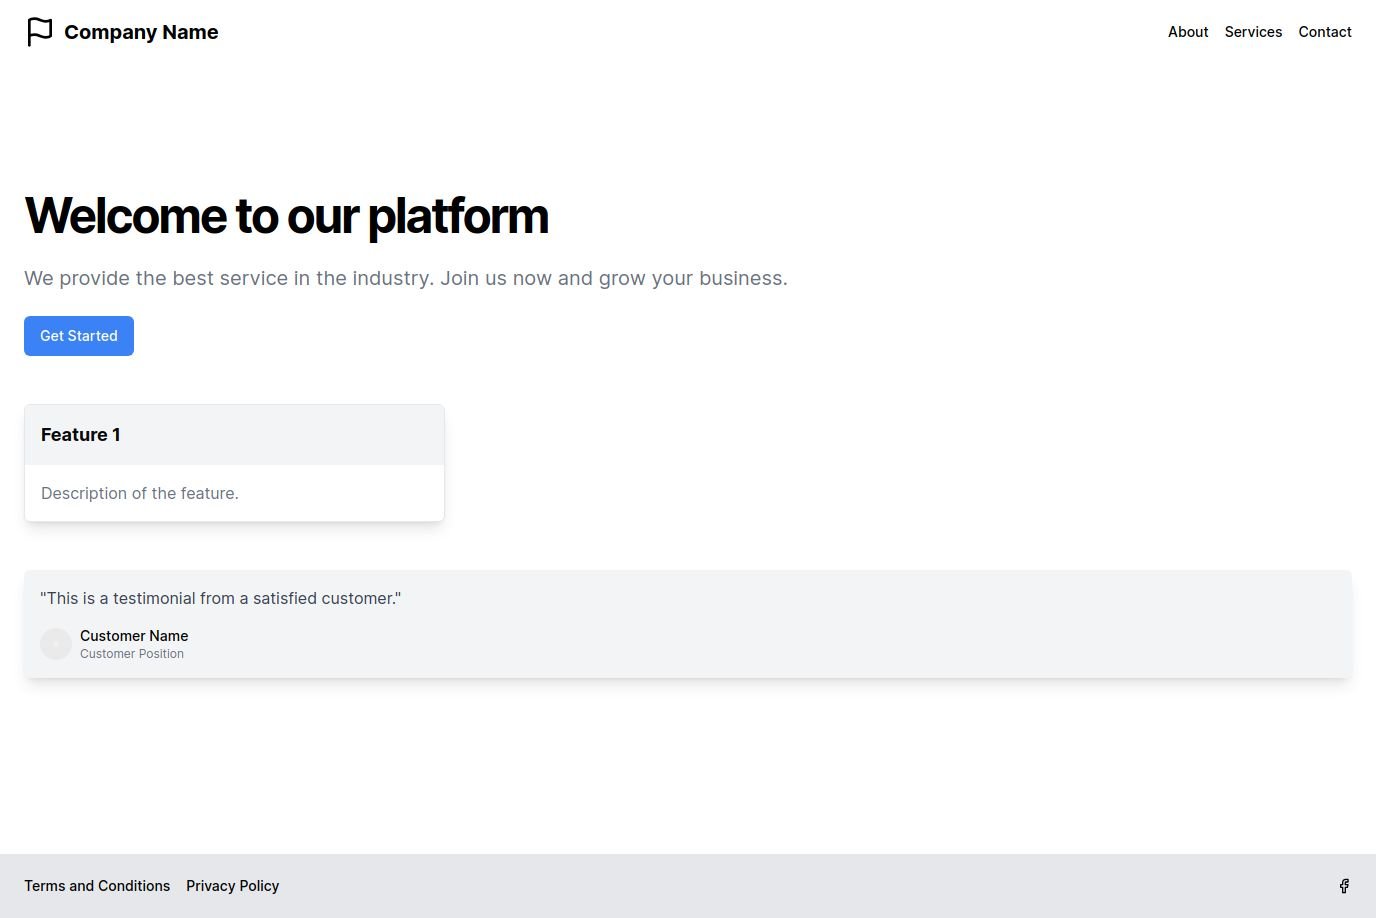 Company Name
About Services Contact
Welcome to our platform
We provide the best service in the industry. Join us now and grow your business.
Get Started
Feature 1
Description of the feature.
"This is a testimonial from a satisfied customer."
Customer Name
Customer Position
Terms and Conditions Privacy Policy